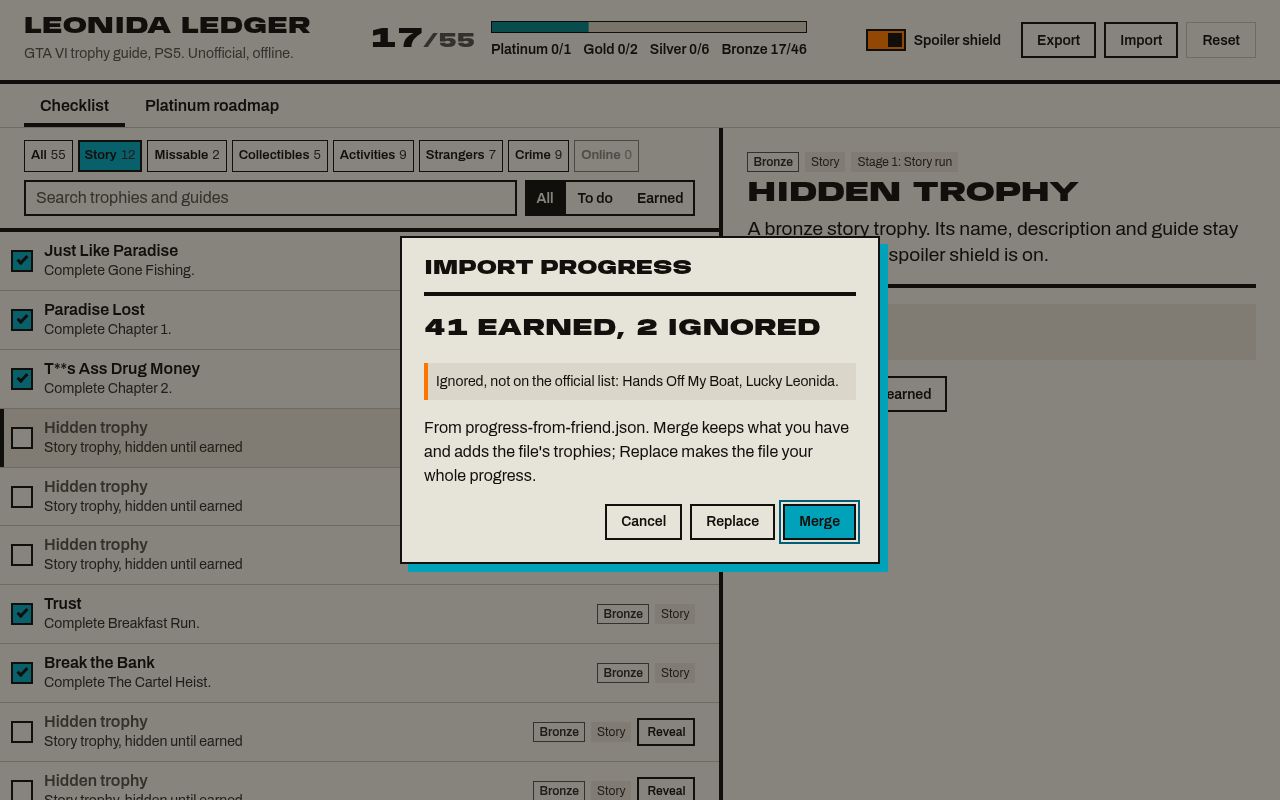 LEONIDA LEDGER
GTA VI trophy guide, PS5. Unofficial, offline.
17/55
Platinum 0/1 Gold 0/2 Silver 0/6 Bronze 17/46
Spoiler shield
Export
Import
Reset
Checklist
Platinum roadmap
All 55
Story 12
Missable 2
Collectibles 5
Activities 9
Strangers 7
Crime 9
Online 0
Search trophies and guides
All
To do
Earned
Just Like Paradise
Complete Gone Fishing.
Paradise Lost
Complete Chapter 1.
T**s Ass Drug Money
Complete Chapter 2.
Hidden trophy
Story trophy, hidden until earned
Hidden trophy
Story trophy, hidden until earned
Hidden trophy
Story trophy, hidden until earned
Trust
Complete Breakfast Run.
Bronze
Story
Break the Bank
Complete The Cartel Heist.
Bronze
Story
Hidden trophy
Story trophy, hidden until earned
Bronze
Story
Reveal
Hidden trophy
Story trophy, hidden until earned
Bronze
Story
Reveal
Bronze
Story
Stage 1: Story run
HIDDEN TROPHY
A bronze story trophy. Its name, description and guide stay
spoiler shield is on.
earned
IMPORT PROGRESS
41 EARNED, 2 IGNORED
Ignored, not on the official list: Hands Off My Boat, Lucky Leonida.
From progress-from-friend.json. Merge keeps what you have
and adds the file's trophies; Replace makes the file your
whole progress.
Cancel
Replace
Merge